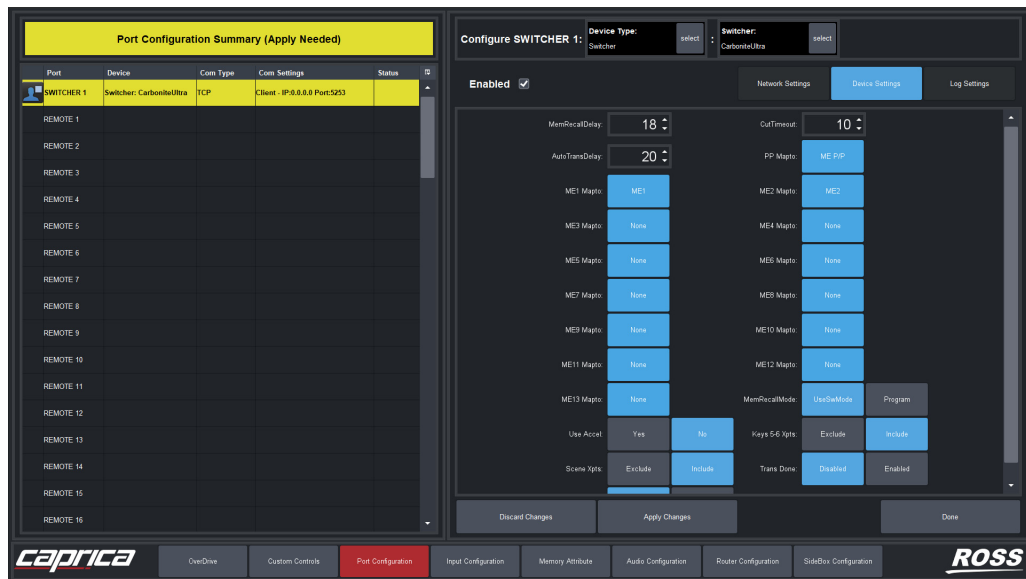 Port Configuration Summary (Apply Needed)
Port Device Com Type Com Settings Status
SWITCHER 1 Switcher: CarboniteUltra TCP Client - IP:0.0.0.0 Port:5253
REMOTE 1
REMOTE 2
REMOTE 3
REMOTE 4
REMOTE 5
REMOTE 6
REMOTE 7
REMOTE 8
REMOTE 9
REMOTE 10
REMOTE 11
REMOTE 12
REMOTE 13
REMOTE 14
REMOTE 15
REMOTE 16
Configure SWITCHER 1: Device Type: Switcher select : Switcher: CarboniteUltra select
Enabled Network Settings Device Settings Log Settings
MemRecallDelay: 18 CutTimeout: 10
AutoTransDelay: 20 PP Mapto: ME P/P
ME1 Mapto: ME1 ME2 Mapto: ME2
ME3 Mapto: None ME4 Mapto: None
ME5 Mapto: None ME6 Mapto: None
ME7 Mapto: None ME8 Mapto: None
ME9 Mapto: None ME10 Mapto: None
ME11 Mapto: None ME12 Mapto: None
ME13 Mapto: None MemRecallMode: UseSwMode Program
Use Accel: Yes No Keys 5-6 Xpts: Exclude Include
Scene Xpts: Exclude Include Trans Done: Disabled Enabled
Discard Changes Apply Changes Done
caprica OverDrive Custom Controls Port Configuration Input Configuration Memory Attribute Audio Configuration Router Configuration SideBox Configuration ROSS